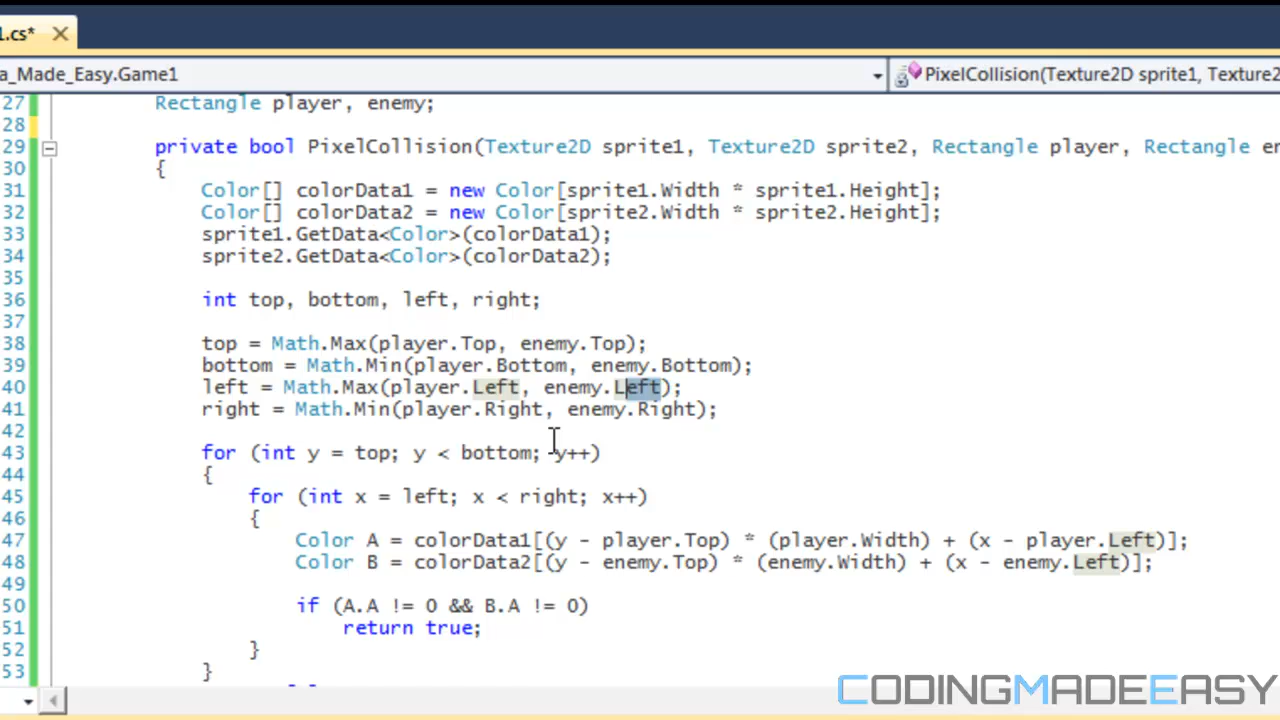 1.cs*
a_Made_Easy.Game1 PixelCollision(Texture2D sprite1, Texture2
27 Rectangle player, enemy;
28
29 private bool PixelCollision(Texture2D sprite1, Texture2D sprite2, Rectangle player, Rectangle en
30 {
31 Color[] colorData1 = new Color[sprite1.Width * sprite1.Height];
32 Color[] colorData2 = new Color[sprite2.Width * sprite2.Height];
33 sprite1.GetData<Color>(colorData1);
34 sprite2.GetData<Color>(colorData2);
35
36 int top, bottom, left, right;
37
38 top = Math.Max(player.Top, enemy.Top);
39 bottom = Math.Min(player.Bottom, enemy.Bottom);
40 left = Math.Max(player.Left, enemy.Left);
41 right = Math.Min(player.Right, enemy.Right);
42
43 for (int y = top; y < bottom; y++)
44 {
45 for (int x = left; x < right; x++)
46 {
47 Color A = colorData1[(y - player.Top) * (player.Width) + (x - player.Left)];
48 Color B = colorData2[(y - enemy.Top) * (enemy.Width) + (x - enemy.Left)];
49
50 if (A.A != 0 && B.A != 0)
51 return true;
52 }
53 }
CODINGMADEEASY